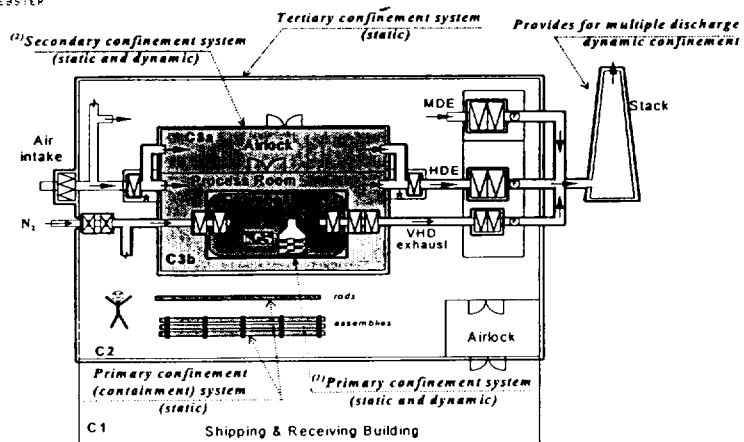 Tertiary confinement system
(static)
(2)Secondary confinement system
(static and dynamic)
Provides for multiple discharge
dynamic confinement
Stack
MDE
Air
intake
C3a
Airlock
Process Room
HDE
N2
VHD
exhaust
C3b
rods
assemblies
Airlock
C2
Primary confinement
(containment) system
(static)
(1)Primary confinement system
(static and dynamic)
C1
Shipping & Receiving Building